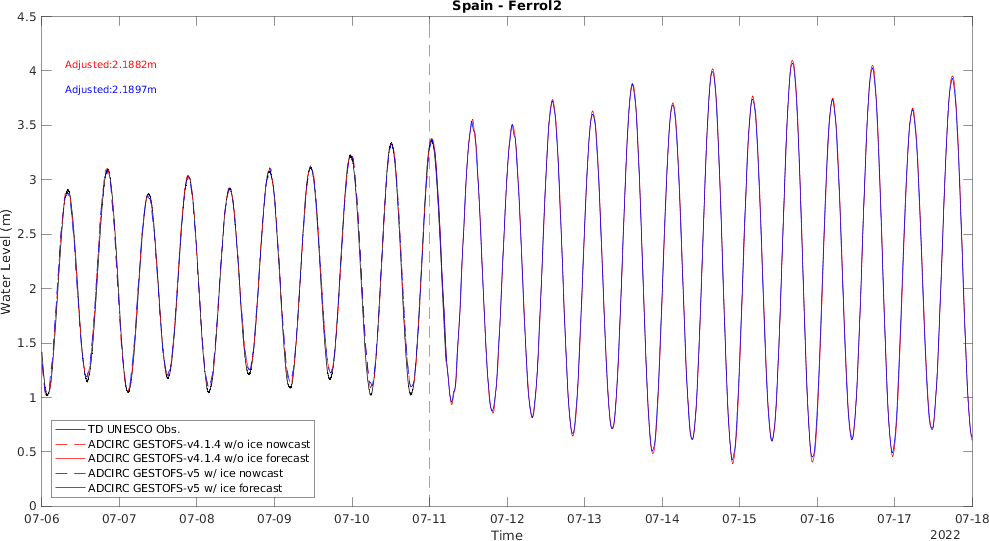 Spain - Ferrol2
4.5
4
3.5
3
2.5
2
1.5
1
0.5
0
Water Level (m)
Adjusted:2.1882m
Adjusted:2.1897m
TD UNESCO Obs.
ADCIRC GESTOFS-v4.1.4 w/o ice nowcast
ADCIRC GESTOFS-v4.1.4 w/o ice forecast
ADCIRC GESTOFS-v5 w/ ice nowcast
ADCIRC GESTOFS-v5 w/ ice forecast
07-06 07-07 07-08 07-09 07-10 07-11 07-12 07-13 07-14 07-15 07-16 07-17 07-18
Time
2022